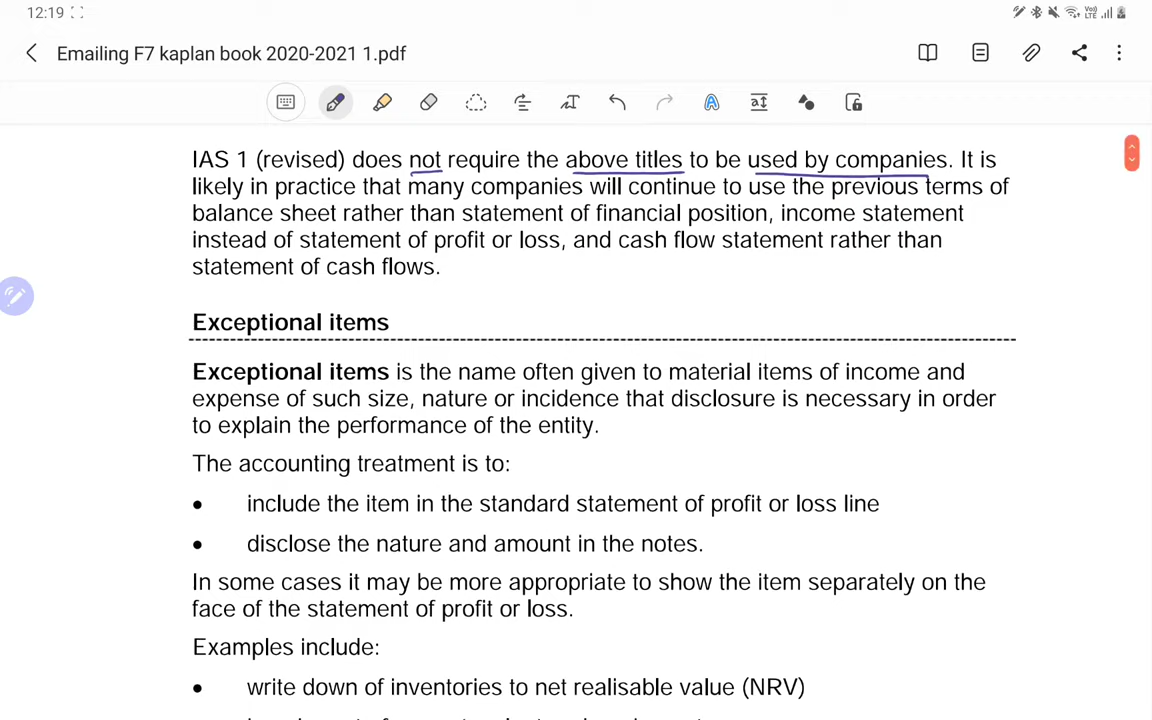 12:19
Emailing F7 kaplan book 2020-2021 1.pdf
IAS 1 (revised) does not require the above titles to be used by companies. It is
likely in practice that many companies will continue to use the previous terms of
balance sheet rather than statement of financial position, income statement
instead of statement of profit or loss, and cash flow statement rather than
statement of cash flows.
Exceptional items
Exceptional items is the name often given to material items of income and
expense of such size, nature or incidence that disclosure is necessary in order
to explain the performance of the entity.
The accounting treatment is to:
• include the item in the standard statement of profit or loss line
• disclose the nature and amount in the notes.
In some cases it may be more appropriate to show the item separately on the
face of the statement of profit or loss.
Examples include:
• write down of inventories to net realisable value (NRV)